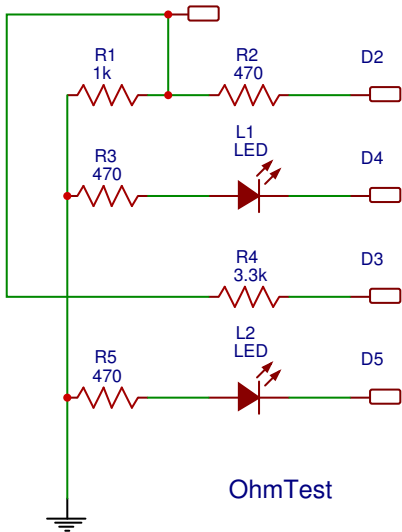 R1
1k
R2
470
D2
R3
470
L1
LED
D4
R4
3.3k
D3
R5
470
L2
LED
D5
OhmTest